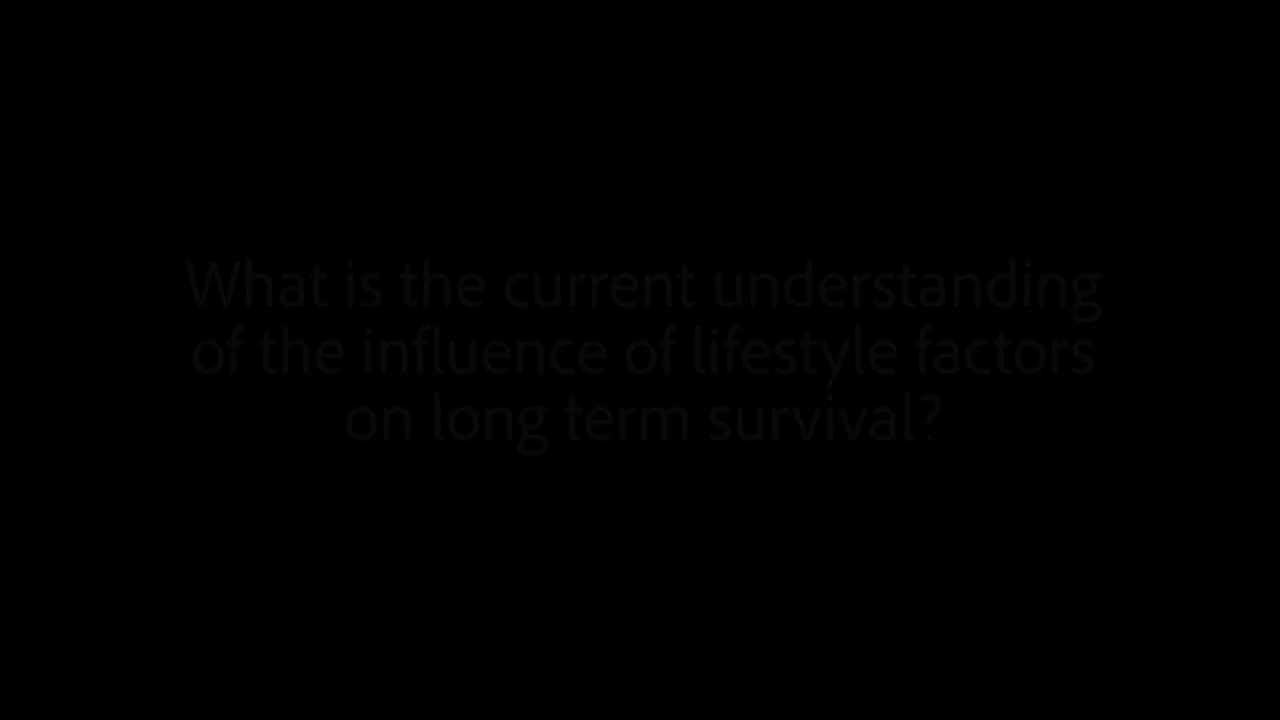 What is the current understanding
of the influence of lifestyle factors
on long term survival?